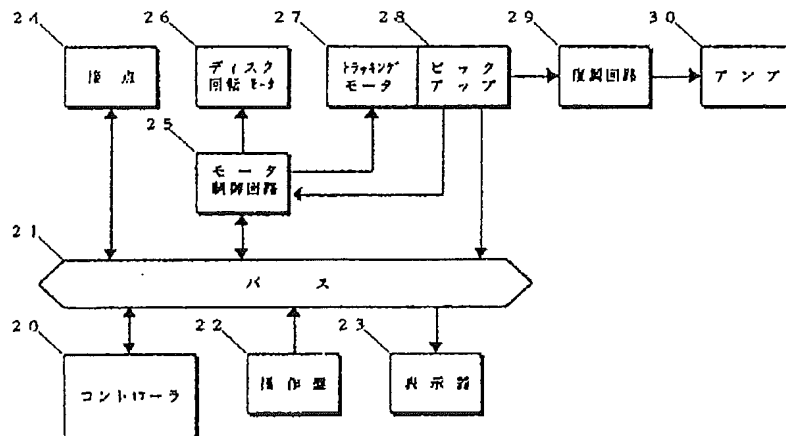 24 26 27 28 29 30
接点
ディスク
回転モータ
トラッキング
モータ
ピック
アップ
復調回路
アンプ
25
モータ
制御回路
21
バス
20 22 23
コントローラ
操作
表示器